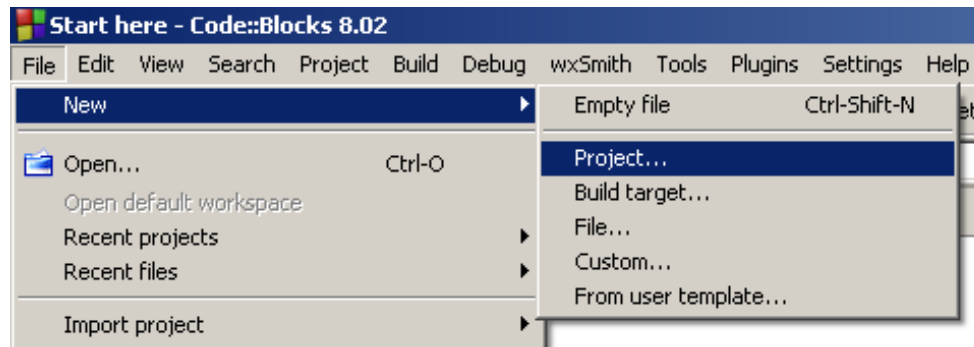 Start here - Code::Blocks 8.02
File Edit View Search Project Build Debug wxSmith Tools Plugins Settings Help
New
Empty file Ctrl-Shift-N
Open... Ctrl-O
Project...
Open default workspace
Build target...
Recent projects
File...
Recent files
Custom...
From user template...
Import project